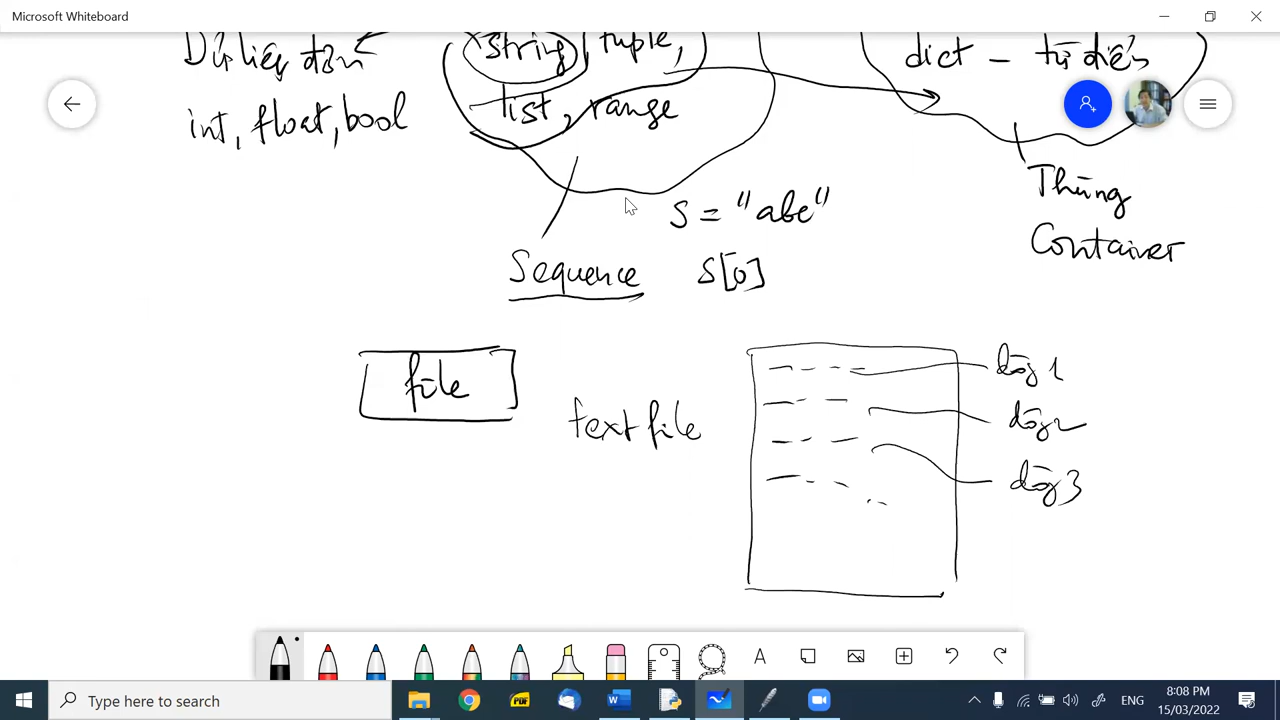 Microsoft Whiteboard
Dữ liệu đơn
int, float, bool
string, tuple,
list, range
dict – từ điển
Thùng
Container
S = "abc"
Sequence
S[0]
file
text file
dòng 1
dòng 2
dòng 3
Type here to search
PDF
ENG
8:08 PM
15/03/2022